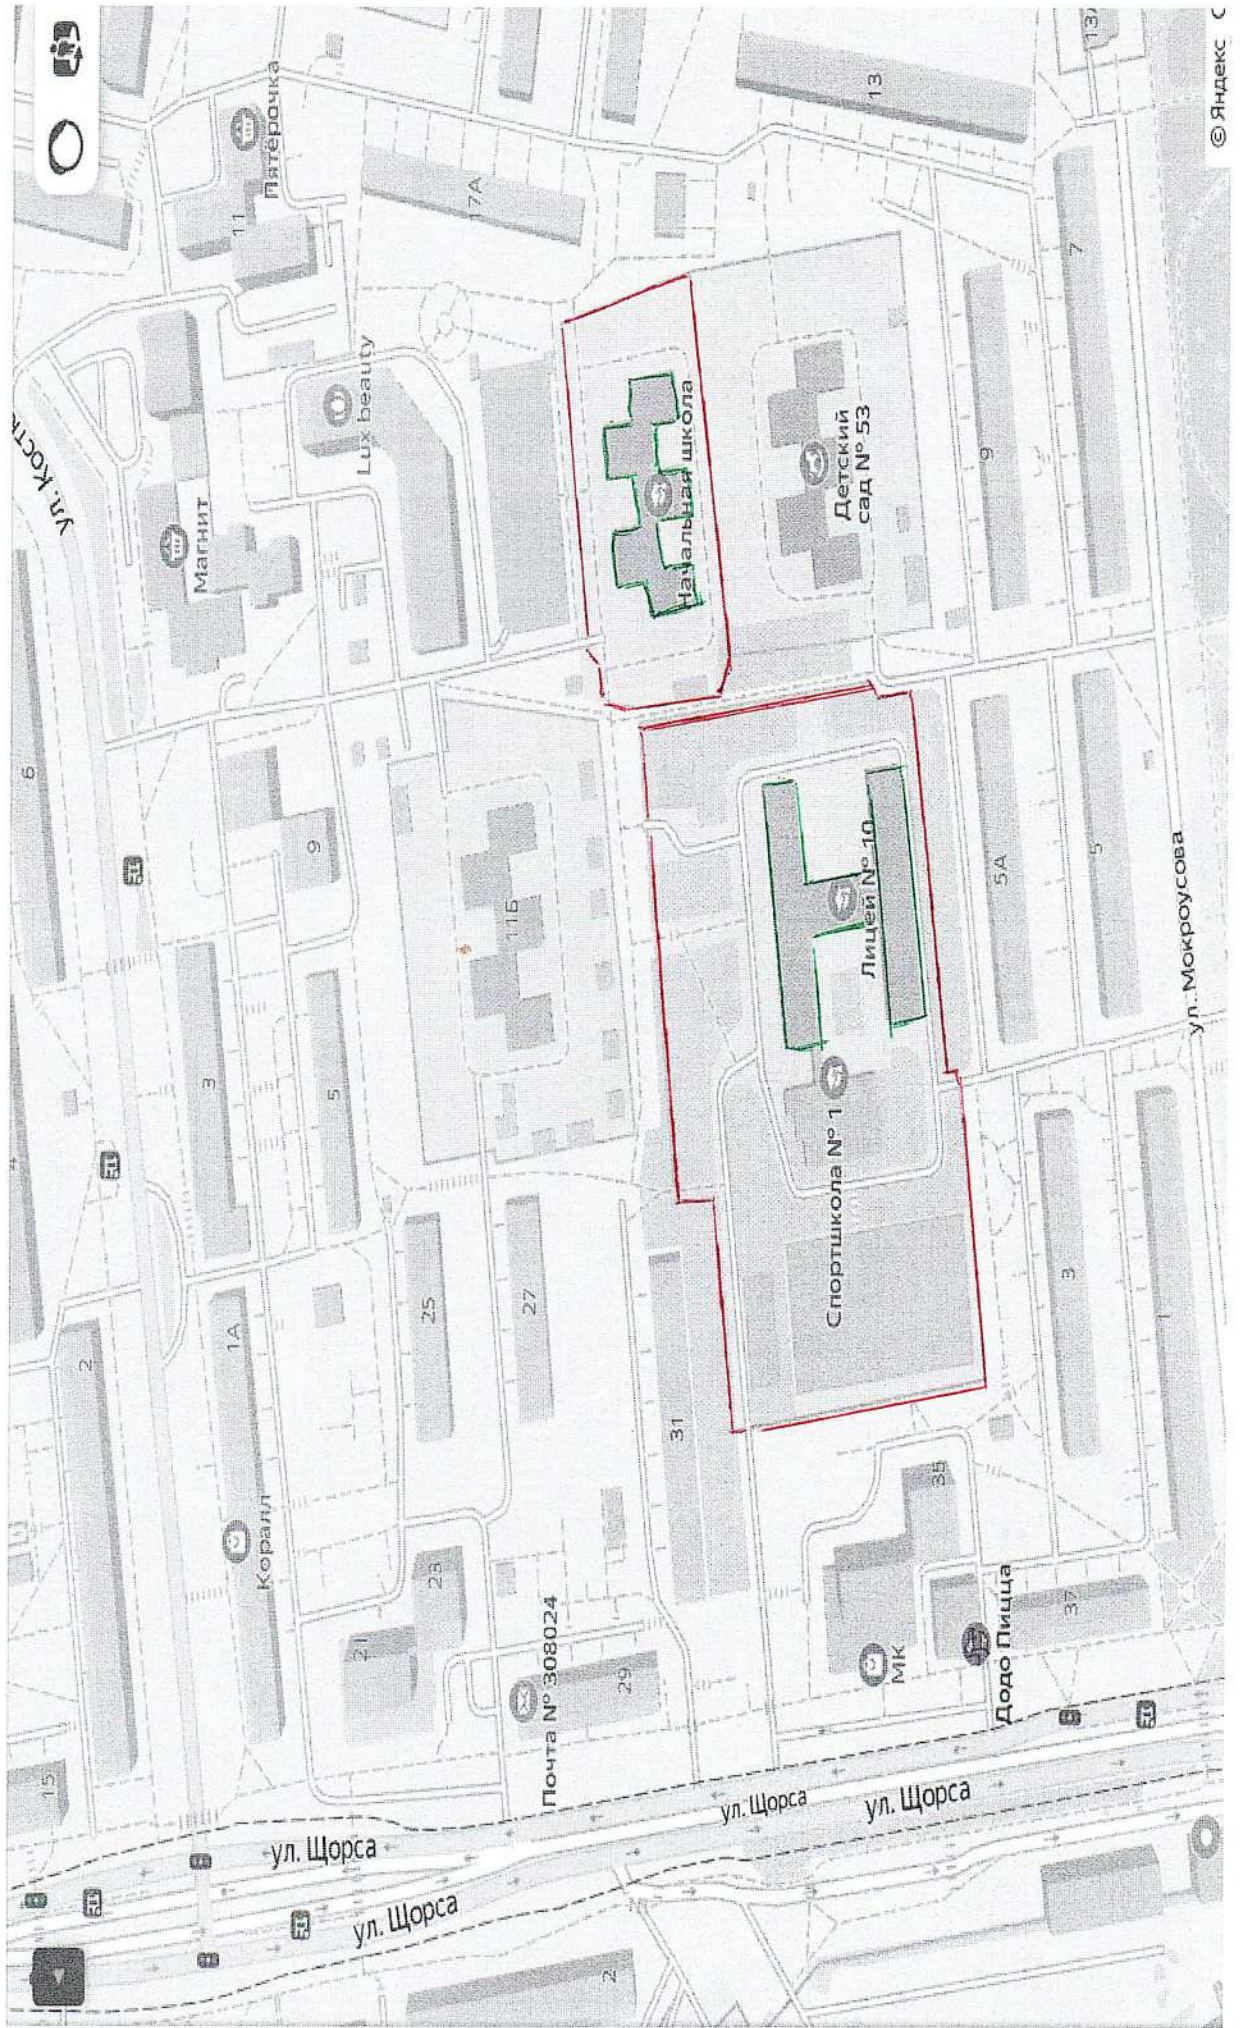 © Яндекс
13
13А
Пятёрочка
11
17А
7
ул. Костю
Lux beauty
Магнит
Начальная школа
Детский
сад № 53
9
6
9
11Б
Лицей № 10
5А
5
ул. Мокроусова
3
5
Спортшкола № 1
2
1А
25
27
31
3
1
Коралл
35
23
21
Почта № 308024
29
МК
Додо Пицца
37
15
ул. Щорса
ул. Щорса
ул. Щорса
ул. Щорса
2